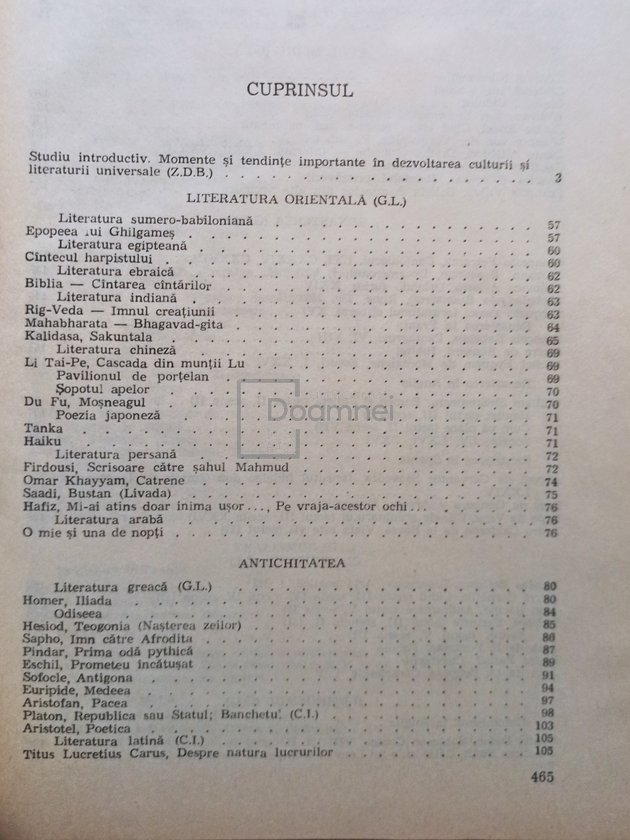 CUPRINSUL
Studiu introductiv. Momente și tendințe importante în dezvoltarea culturii și
literaturii universale (Z.D.B.) . . . . . . . . . . . . . . . . . . 3
LITERATURA ORIENTALĂ (G.L.)
Literatura sumero-babiloniană . . . . . . . . . . . . . 57
Epopeea lui Ghilgameș . . . . . . . . . . . . . . . . . 57
Literatura egipteană . . . . . . . . . . . . . . . . 60
Cîntecul harpistului . . . . . . . . . . . . . . . . . 60
Literatura ebraică . . . . . . . . . . . . . . . . . 62
Biblia — Cîntarea cîntărilor . . . . . . . . . . . . . . . 62
Literatura indiană . . . . . . . . . . . . . . . . . 63
Rig-Veda — Imnul creațiunii . . . . . . . . . . . . . . . 63
Mahabharata — Bhagavad-gita . . . . . . . . . . . . . . . 64
Kalidasa, Sakuntala . . . . . . . . . . . . . . . . . . 65
Literatura chineză . . . . . . . . . . . . . . . . . 69
Li Tai-Pe, Cascada din munții Lu . . . . . . . . . . . . . 69
Pavilionul de porțelan . . . . . . . . . . . . . . . 69
Șopotul apelor . . . . . . . . . . . . . . . . . . 70
Du Fu, Moșneagul . . . . . . . . . . . . . . . . . . . 70
Poezia japoneză . . . . . . . . . . . . . . . . . . 71
Tanka . . . . . . . . . . . . . . . . . . . . . . . 71
Haiku . . . . . . . . . . . . . . . . . . . . . . . 71
Literatura persană . . . . . . . . . . . . . . . . . 72
Firdousi, Scrisoare către șahul Mahmud . . . . . . . . . . . 72
Omar Khayyam, Catrene . . . . . . . . . . . . . . . . . 74
Saadi, Bustan (Livada) . . . . . . . . . . . . . . . . . 75
Hafiz, Mi-ai atins doar inima ușor..., Pe vraja-acestor ochi... . . . . . 76
Literatura arabă . . . . . . . . . . . . . . . . . . 76
O mie și una de nopți . . . . . . . . . . . . . . . . . 76
Doamnei
ANTICHITATEA
Literatura greacă (G.L.) . . . . . . . . . . . . . . . 80
Homer, Iliada . . . . . . . . . . . . . . . . . . . . 80
Odiseea . . . . . . . . . . . . . . . . . . . . . 84
Hesiod, Teogonia (Nașterea zeilor) . . . . . . . . . . . . . 85
Sapho, Imn către Afrodita . . . . . . . . . . . . . . . . 86
Pindar, Prima odă pythică . . . . . . . . . . . . . . . . 87
Eschil, Prometeu încătușat . . . . . . . . . . . . . . . . 89
Sofocle, Antigona . . . . . . . . . . . . . . . . . . . 91
Euripide, Medeea . . . . . . . . . . . . . . . . . . . 94
Aristofan, Pacea . . . . . . . . . . . . . . . . . . . 97
Platon, Republica sau Statul; Banchetul (C.I.) . . . . . . . . . 98
Aristotel, Poetica . . . . . . . . . . . . . . . . . . . 103
Literatura latină (C.I.) . . . . . . . . . . . . . . . 105
Titus Lucretius Carus, Despre natura lucrurilor . . . . . . . . . 105
465